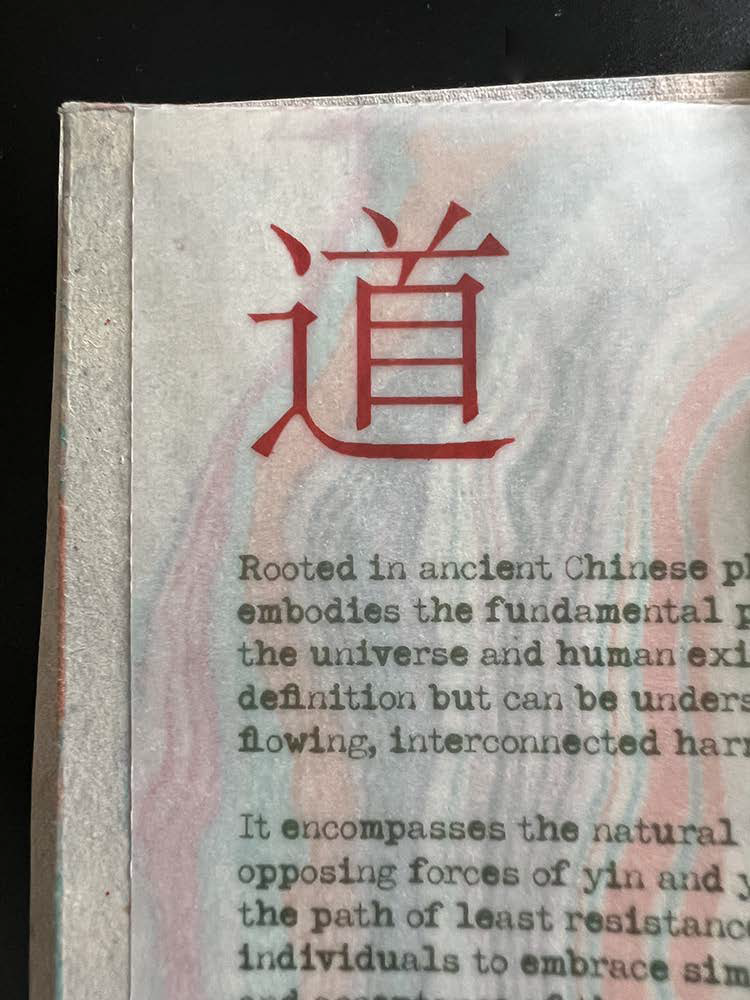 道
Rooted in ancient Chinese
embodies the fundamental
the universe and human
definition but can be
flowing, interconnected
It encompasses the natural
opposing forces of yin and
the path of least resistance
individuals to embrace